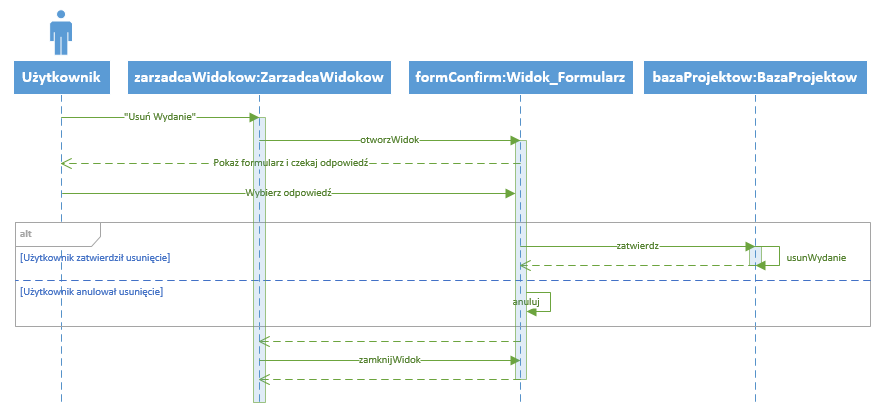 Użytkownik
zarzadcaWidokow:ZarzadcaWidokow
formConfirm:Widok_Formularz
bazaProjektow:BazaProjektow
"Usuń Wydanie"
otworzWidok
Pokaż formularz i czekaj odpowiedź
Wybierz odpowiedź
alt
zatwierdz
[Użytkownik zatwierdził usunięcie]
usunWydanie
[Użytkownik anulował usunięcie]
anuluj
zamknijWidok